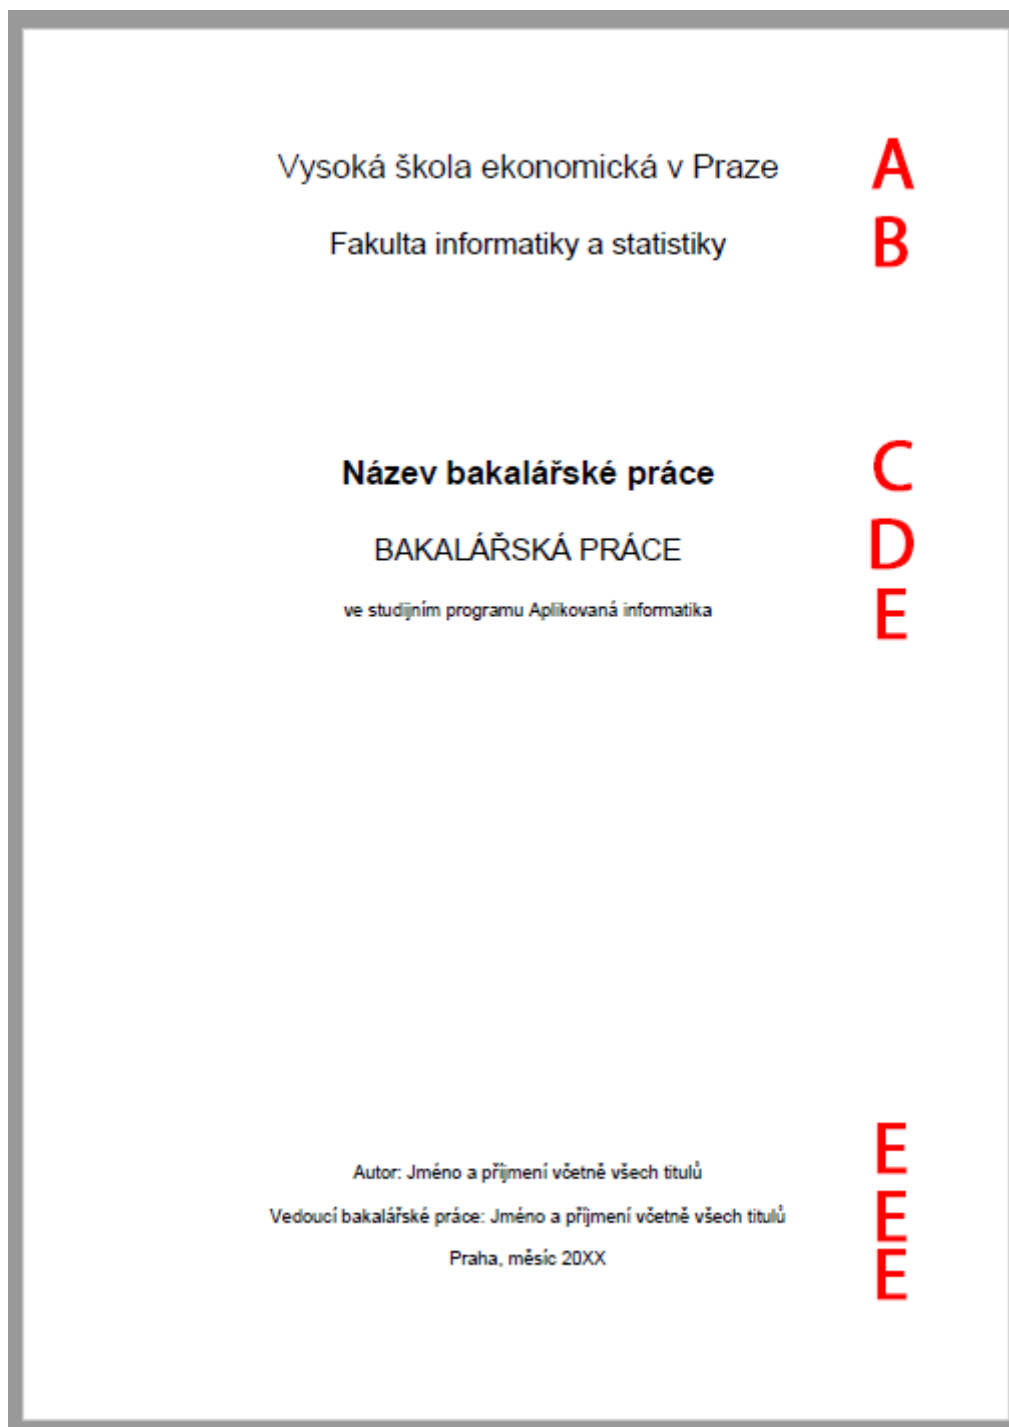 Vysoká škola ekonomická v Praze A
Fakulta informatiky a statistiky B
Název bakalářské práce C
BAKALÁŘSKÁ PRÁCE D
ve studijním programu Aplikovaná informatika E
Autor: Jméno a příjmení včetně všech titulů E
Vedoucí bakalářské práce: Jméno a příjmení včetně všech titulů E
Praha, měsíc 20XX E